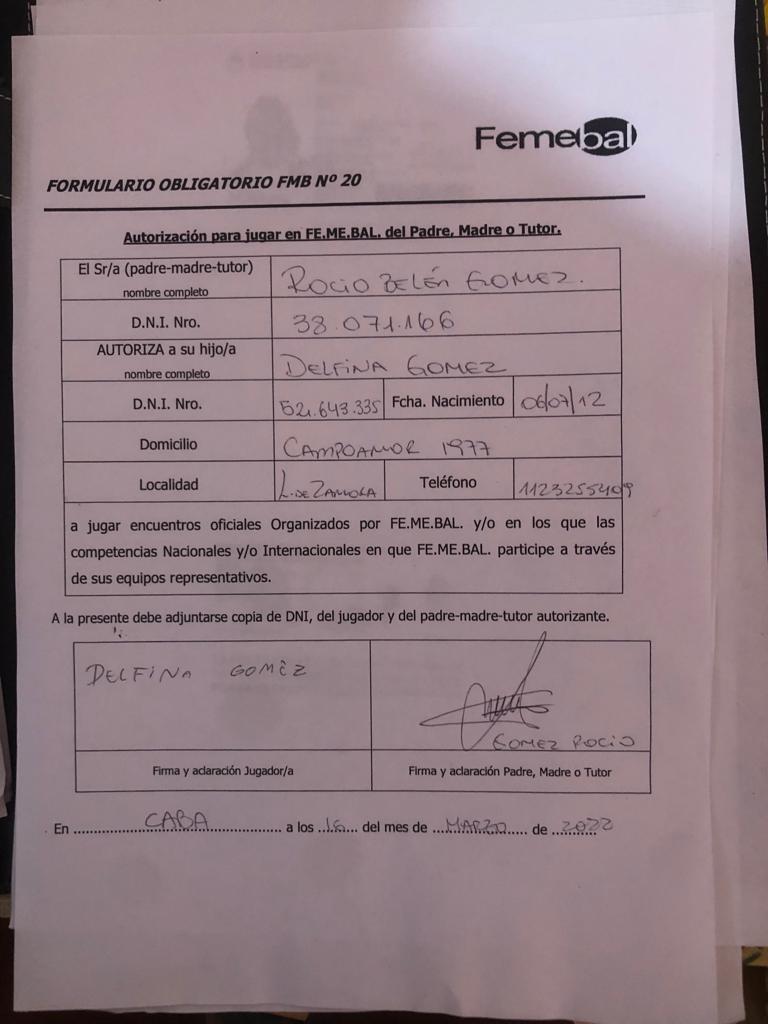 Femebal
FORMULARIO OBLIGATORIO FMB Nº 20
Autorización para jugar en FE.ME.BAL. del Padre, Madre o Tutor.
El Sr/a (padre-madre-tutor)
nombre completo
ROCIO BELÉN GOMEZ.
D.N.I. Nro.
38.071.166
AUTORIZA a su hijo/a
nombre completo
DELFINA GOMEZ
D.N.I. Nro.
52.643.335
Fcha. Nacimiento
06/07/12
Domicilio
CAMPOAMOR 1977
Localidad
L. DE ZAMORA
Teléfono
1123255409
a jugar encuentros oficiales Organizados por FE.ME.BAL. y/o en los que las
competencias Nacionales y/o Internacionales en que FE.ME.BAL. participe a través
de sus equipos representativos.
A la presente debe adjuntarse copia de DNI, del jugador y del padre-madre-tutor autorizante.
DELFINA GOMEZ
GOMEZ ROCIO
Firma y aclaración Jugador/a
Firma y aclaración Padre, Madre o Tutor
En ........CABA........ a los ..16... del mes de ...MARZO..... de ..2022